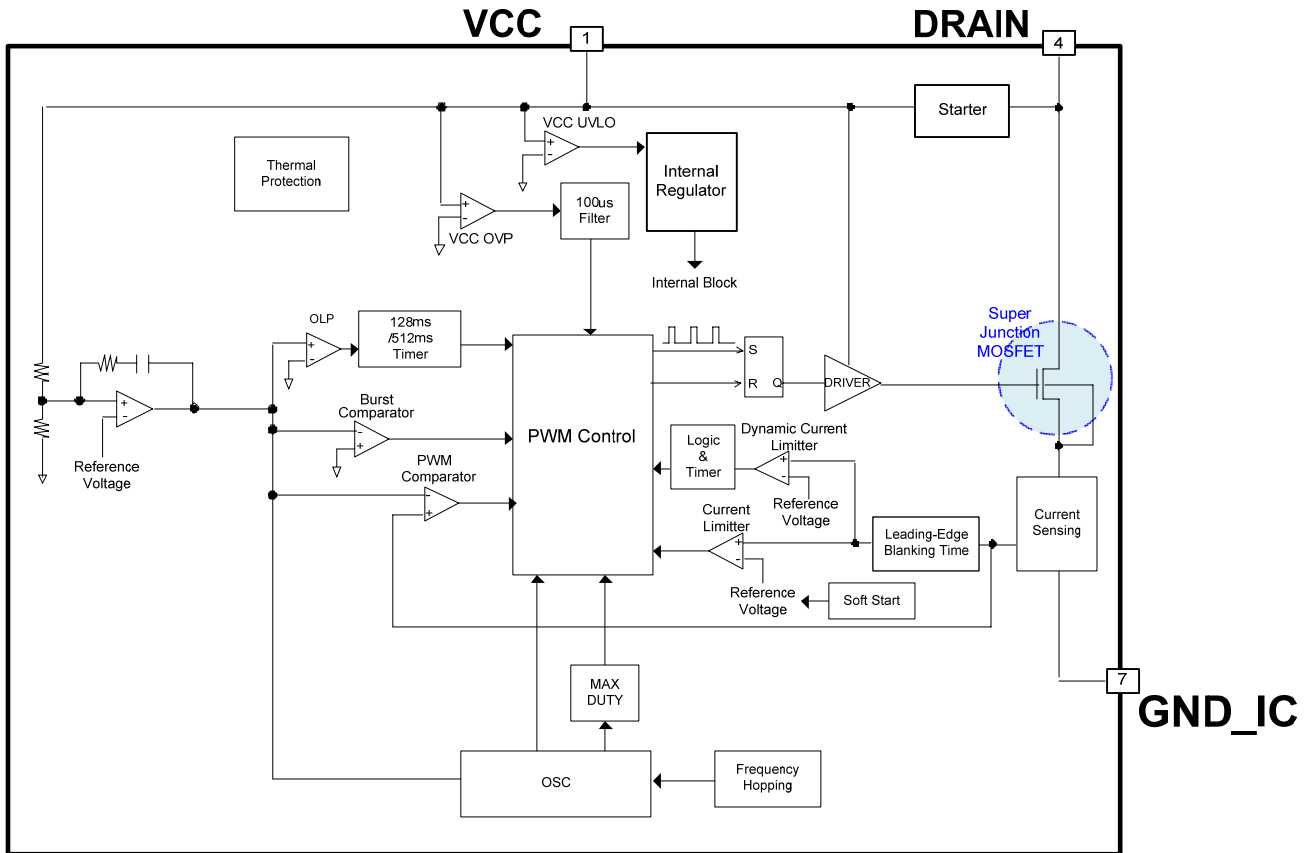 VCC
DRAIN
1
4
Starter
VCC UVLO
+
-
Thermal
Protection
Internal
Regulator
100us
Filter
+
-
VCC OVP
Internal Block
OLP
+
-
128ms
/512ms
Timer
Super
Junction
MOSFET
S
R
Q
DRIVER
+
-
Reference
Voltage
Burst
Comparator
-
+
PWM
Comparator
-
+
PWM Control
Logic
&
Timer
Dynamic Current
Limitter
+
-
Reference
Voltage
Current
Limitter
+
-
Reference
Voltage
Leading-Edge
Blanking Time
Current
Sensing
Soft Start
7
GND_IC
MAX
DUTY
OSC
Frequency
Hopping